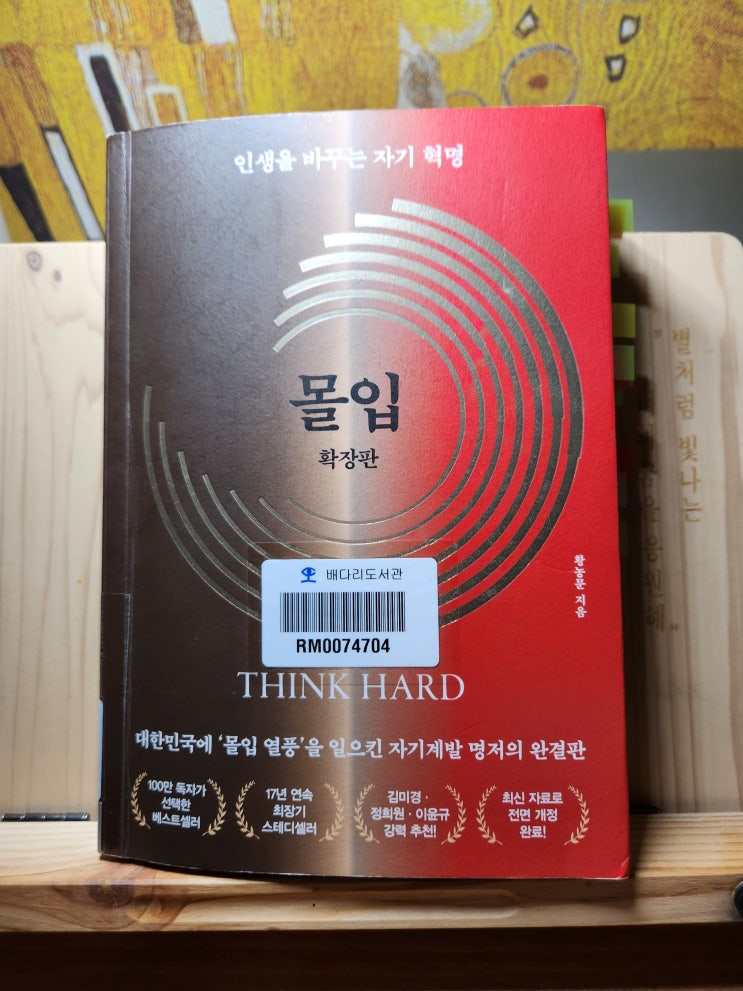 인생을 바꾸는 자기 혁명
몰입
확장판
황농문 지음
배다리도서관
RM0074704
THINK HARD
대한민국에 ‘몰입 열풍’을 일으킨 자기계발 명저의 완결판
100만 독자가
선택한
베스트셀러
17년 연속
최장기
스테디셀러
김미경·
정희원·이윤규
강력 추천!
최신 자료로
전면 개정
완료!
"별처럼 빛나는
응원해"